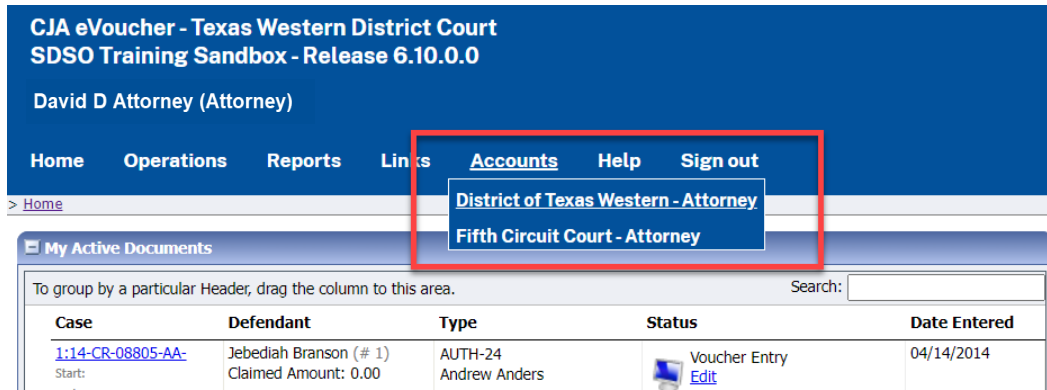 CJA eVoucher - Texas Western District Court
SDSO Training Sandbox - Release 6.10.0.0
David D Attorney (Attorney)
Home Operations Reports Links Accounts Help Sign out
District of Texas Western - Attorney
Fifth Circuit Court - Attorney
> Home
My Active Documents
To group by a particular Header, drag the column to this area. Search:
Case Defendant Type Status Date Entered
1:14-CR-08805-AA- Jebediah Branson (# 1) AUTH-24 Voucher Entry 04/14/2014
Start: Claimed Amount: 0.00 Andrew Anders Edit